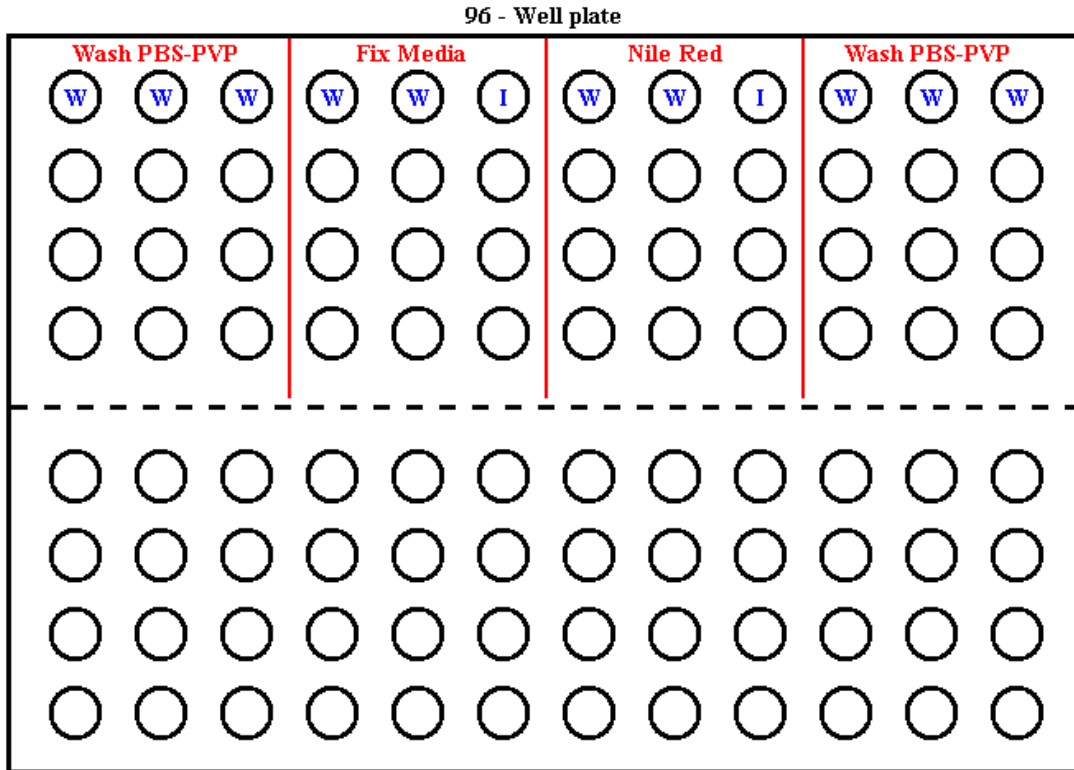 96 - Well plate
Wash PBS-PVP Fix Media Nile Red Wash PBS-PVP
W W W W W I W W I W W W